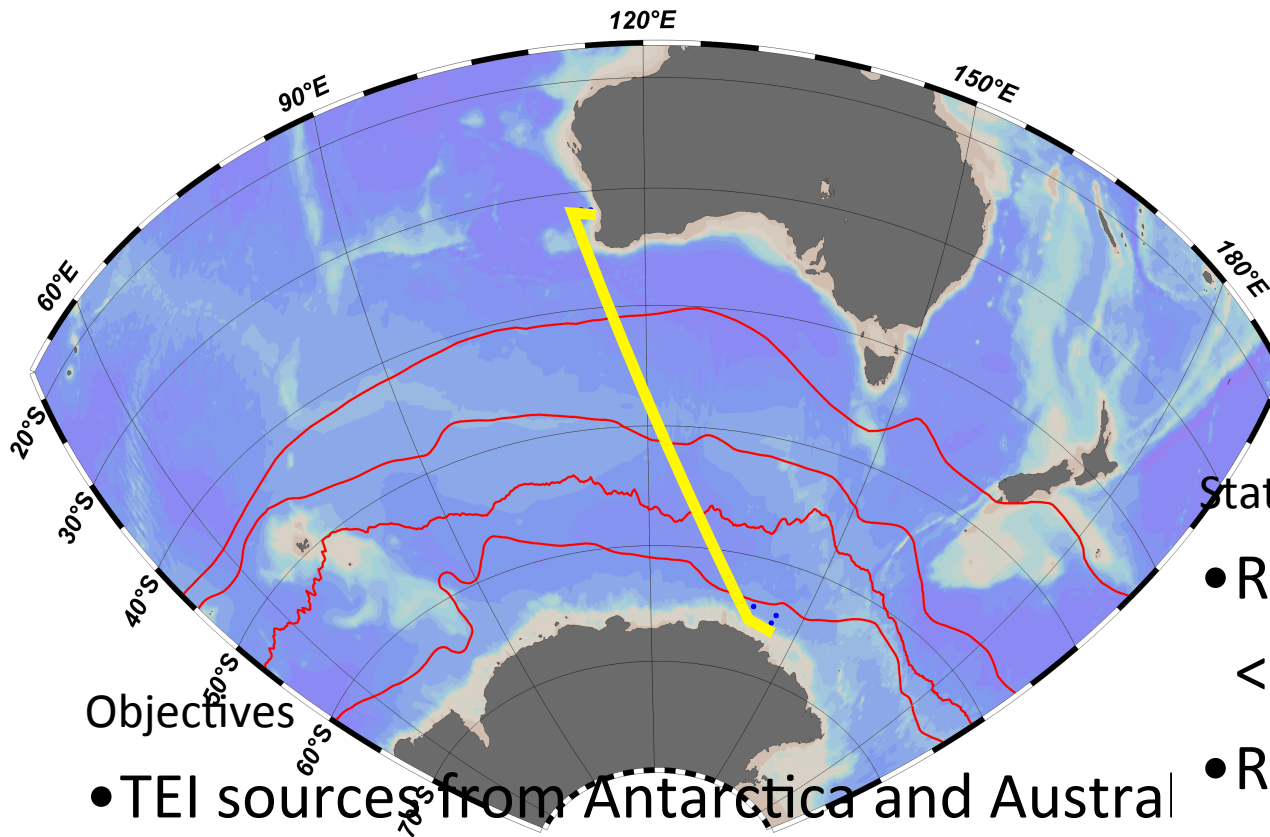 120°E
90°E
150°E
60°E
180°E
20°S
30°S
40°S
50°S
60°S
70°S
Objectives
•TEI sources from Antarctica and Austral
Stat
•R
<
•R